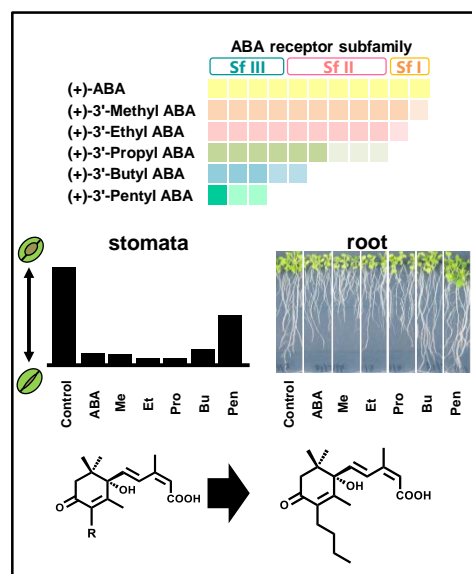 ABA receptor subfamily
Sf III Sf II Sf I
(+)-ABA
(+)-3'-Methyl ABA
(+)-3'-Ethyl ABA
(+)-3'-Propyl ABA
(+)-3'-Butyl ABA
(+)-3'-Pentyl ABA
stomata root
Control ABA Me Et Pro Bu Pen
Control ABA Me Et Pro Bu Pen
OH COOH O R
OH COOH O